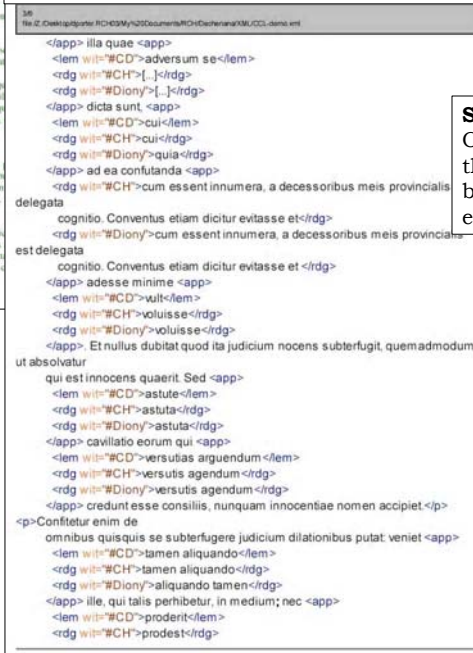 3/8
file:/Z:/Desktop/dporter.RCH03/My%20Documents/RCH/Decheriana/XML/CCL-demo.xml
</app> illa quae <app>
<lem wit="#CD">adversum se</lem>
<rdg wit="#CH">[...]</rdg>
<rdg wit="#Diony">[...]</rdg>
</app> dicta sunt, <app>
<lem wit="#CD">cui</lem>
<rdg wit="#CH">cui</rdg>
<rdg wit="#Diony">quia</rdg>
</app> ad ea confutanda <app>
<rdg wit="#CH">cum essent innumera, a decessoribus meis provincialis
delegata
cognitio. Conventus etiam dicitur evitasse et</rdg>
<rdg wit="#Diony">cum essent innumera, a decessoribus meis provincialis
est delegata
cognitio. Conventus etiam dicitur evitasse et </rdg>
</app> adesse minime <app>
<lem wit="#CD">vult</lem>
<rdg wit="#CH">voluisse</rdg>
<rdg wit="#Diony">voluisse</rdg>
</app>. Et nullus dubitat quod ita judicium nocens subterfugit, quemadmodum
ut absolvatur
qui est innocens quaerit. Sed <app>
<lem wit="#CD">astute</lem>
<rdg wit="#CH">astuta</rdg>
<rdg wit="#Diony">astuta</rdg>
</app> cavillatio eorum qui <app>
<lem wit="#CD">versutias arguendum</lem>
<rdg wit="#CH">versutis agendum</rdg>
<rdg wit="#Diony">versutis agendum</rdg>
</app> credunt esse consiliis, nunquam innocentiae nomen accipiet.</p>
<p>Confitetur enim de
omnibus quisquis se subterfugere judicium dilationibus putat: veniet <app>
<lem wit="#CD">tamen aliquando</lem>
<rdg wit="#CH">tamen aliquando</rdg>
<rdg wit="#Diony">aliquando tamen</rdg>
</app> ille, qui talis perhibetur, in medium; nec <app>
<lem wit="#CD">proderit</lem>
<rdg wit="#CH">prodest</rdg>